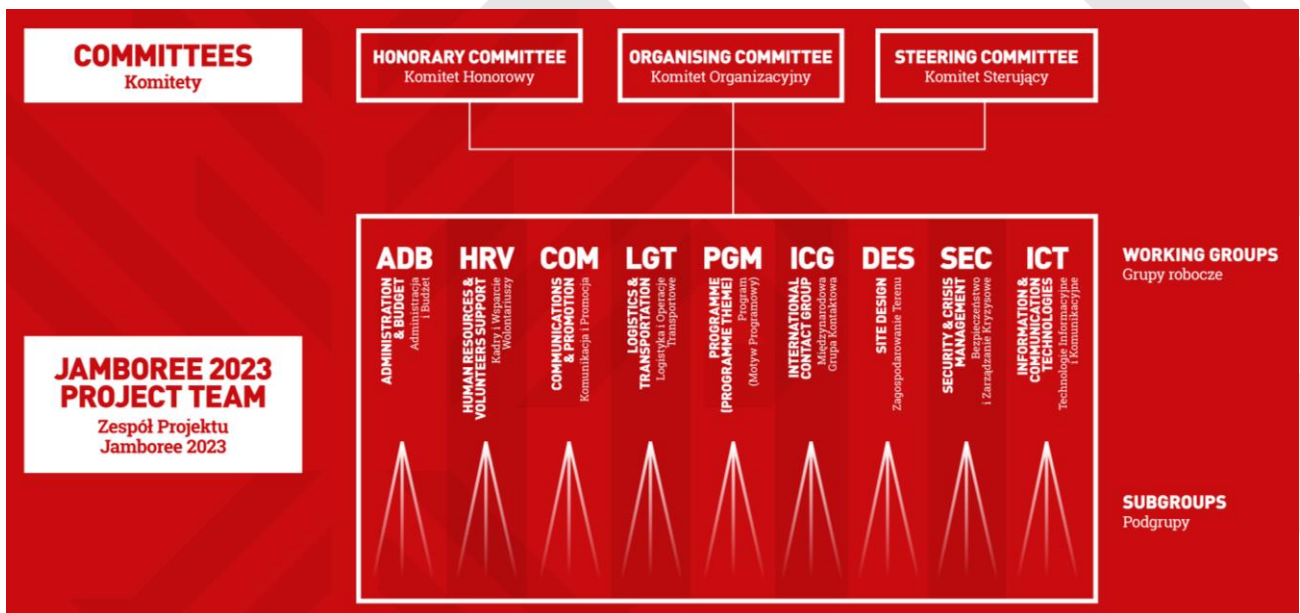 COMMITTEES
Komitety
HONORARY COMMITTEE
Komitet Honorowy
ORGANISING COMMITTEE
Komitet Organizacyjny
STEERING COMMITTEE
Komitet Sterujący
JAMBOREE 2023
PROJECT TEAM
Zespół Projektu
Jamboree 2023
ADB
ADMINISTRATION
& BUDGET
Administracja
i Budżet
HRV
HUMAN RESOURCES &
VOLUNTEERS SUPPORT
Kadry i Wsparcie
Wolontariuszy
COM
COMMUNICATIONS
& PROMOTION
Komunikacja i Promocja
LGT
LOGISTICS &
TRANSPORTATION
Logistyka i Operacje
Transportowe
PGM
PROGRAMME
(PROGRAMME THEME)
Program
(Motyw Programowy)
ICG
INTERNATIONAL
CONTACT GROUP
Międzynarodowa
Grupa Kontaktowa
DES
SITE DESIGN
Zagospodarowanie Terenu
SEC
SECURITY & CRISIS
MANAGEMENT
Bezpieczeństwo
i Zarządzanie Kryzysowe
ICT
INFORMATION &
COMMUNICATION
TECHNOLOGIES
Technologie Informacyjne
i Komunikacyjne
WORKING GROUPS
Grupy robocze
SUBGROUPS
Podgrupy